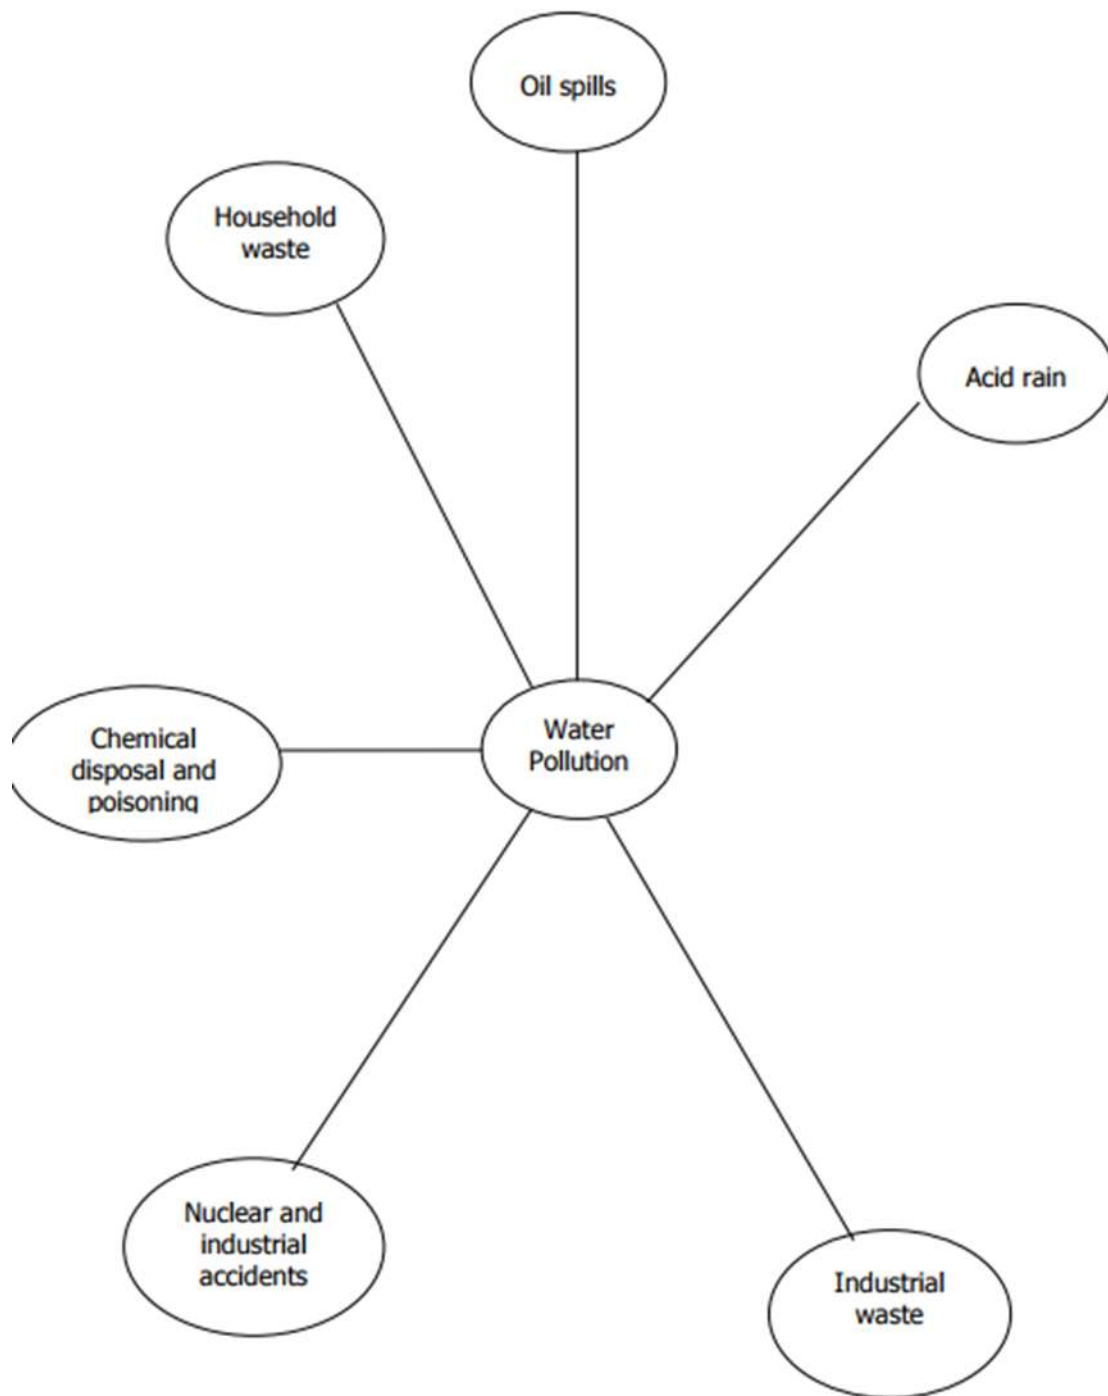 Oil spills
Household
waste
Acid rain
Water
Pollution
Chemical
disposal and
poisoning
Nuclear and
industrial
accidents
Industrial
waste